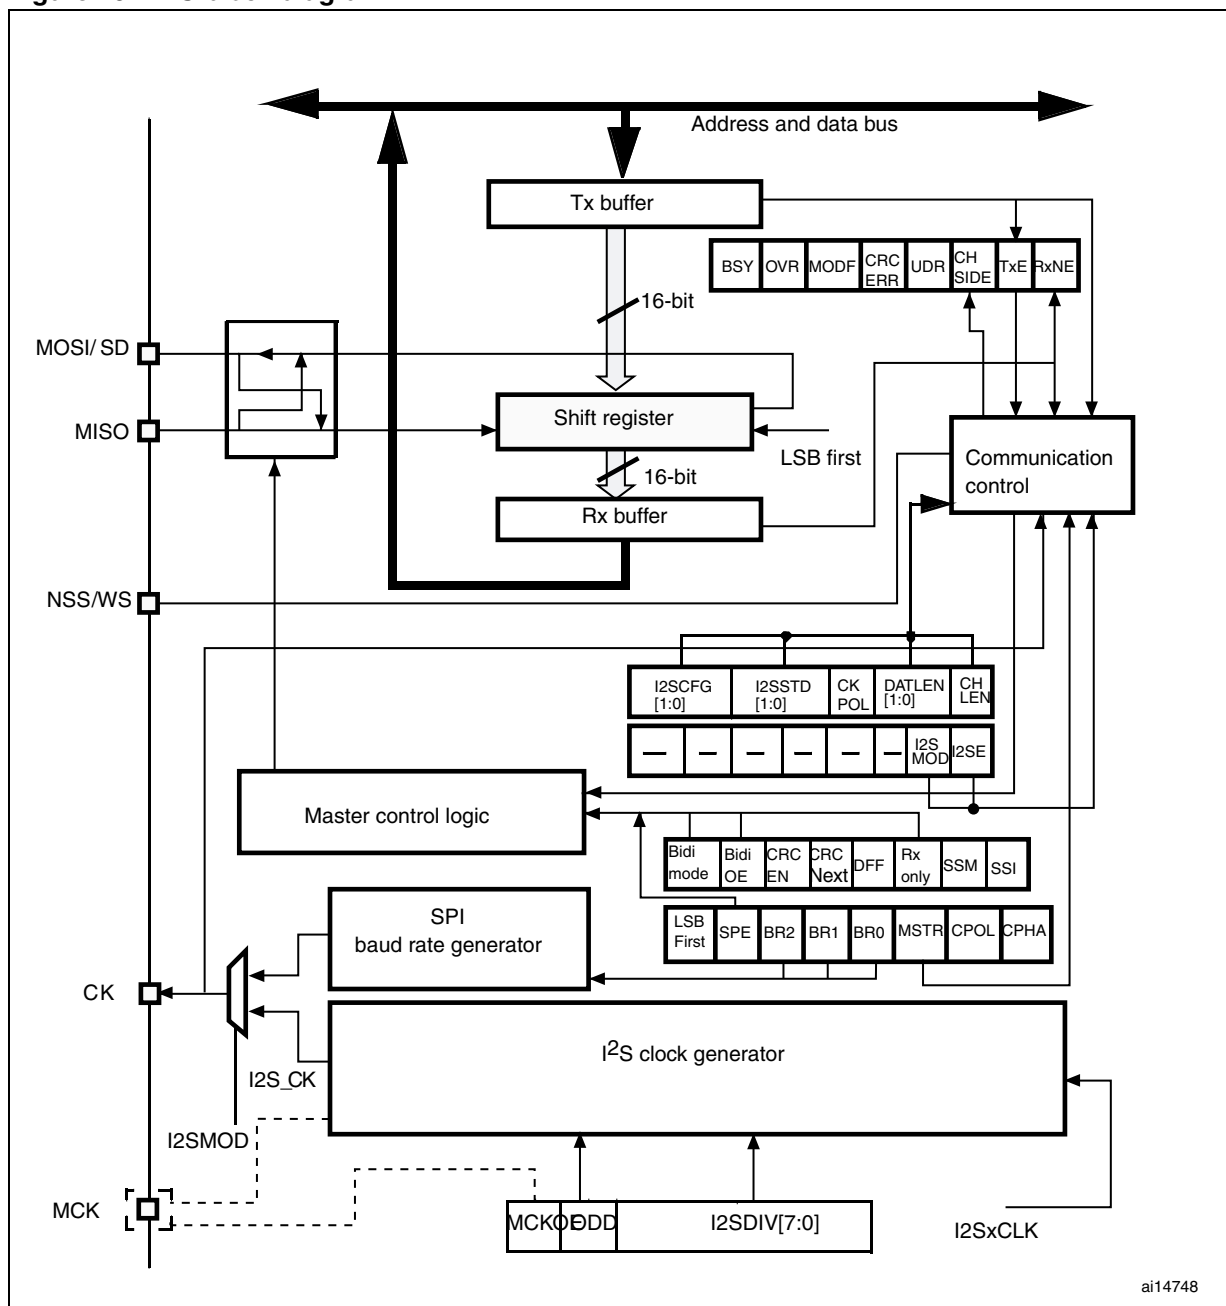 Address and data bus
Tx buffer
BSY OVR MODF CRC ERR UDR CH SIDE TxE RxNE
16-bit
MOSI/ SD
Shift register
MISO
LSB first
16-bit
Communication
control
Rx buffer
NSS/WS
I2SCFG [1:0] I2SSTD [1:0] CK POL DATLEN [1:0] CH LEN
— — — — — — I2S MOD I2SE
Master control logic
Bidi mode Bidi OE CRC EN CRC Next DFF Rx only SSM SSI
LSB First SPE BR2 BR1 BR0 MSTR CPOL CPHA
SPI
baud rate generator
CK
I2S clock generator
I2S_CK
I2SMOD
MCK
MCKOE ODD I2SDIV[7:0]
I2SxCLK
ai14748